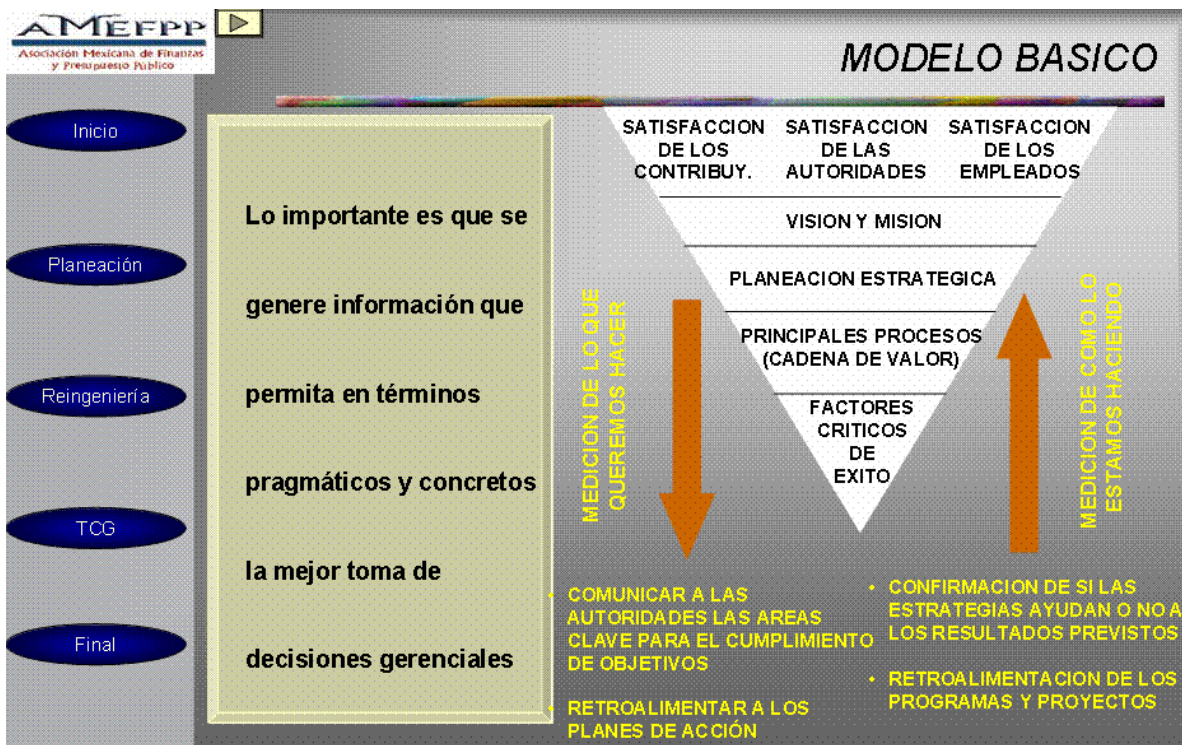 AMEFPP
Asociación Mexicana de Finanzas
y Presupuesto Público
MODELO BASICO
Inicio
Planeación
Reingeniería
TCG
Final
Lo importante es que se
genere información que
permita en términos
pragmáticos y concretos
la mejor toma de
decisiones gerenciales
SATISFACCION
DE LOS
CONTRIBUY.
SATISFACCION
DE LAS
AUTORIDADES
SATISFACCION
DE LOS
EMPLEADOS
VISION Y MISION
PLANEACION ESTRATEGICA
PRINCIPALES PROCESOS
(CADENA DE VALOR)
FACTORES
CRITICOS
DE
EXITO
MEDICION DE LO QUE
QUEREMOS HACER
MEDICION DE COMO LO
ESTAMOS HACIENDO
• COMUNICAR A LAS
AUTORIDADES LAS AREAS
CLAVE PARA EL CUMPLIMIENTO
DE OBJETIVOS
• RETROALIMENTAR A LOS
PLANES DE ACCIÓN
• CONFIRMACION DE SI LAS
ESTRATEGIAS AYUDAN O NO A
LOS RESULTADOS PREVISTOS
• RETROALIMENTACION DE LOS
PROGRAMAS Y PROYECTOS